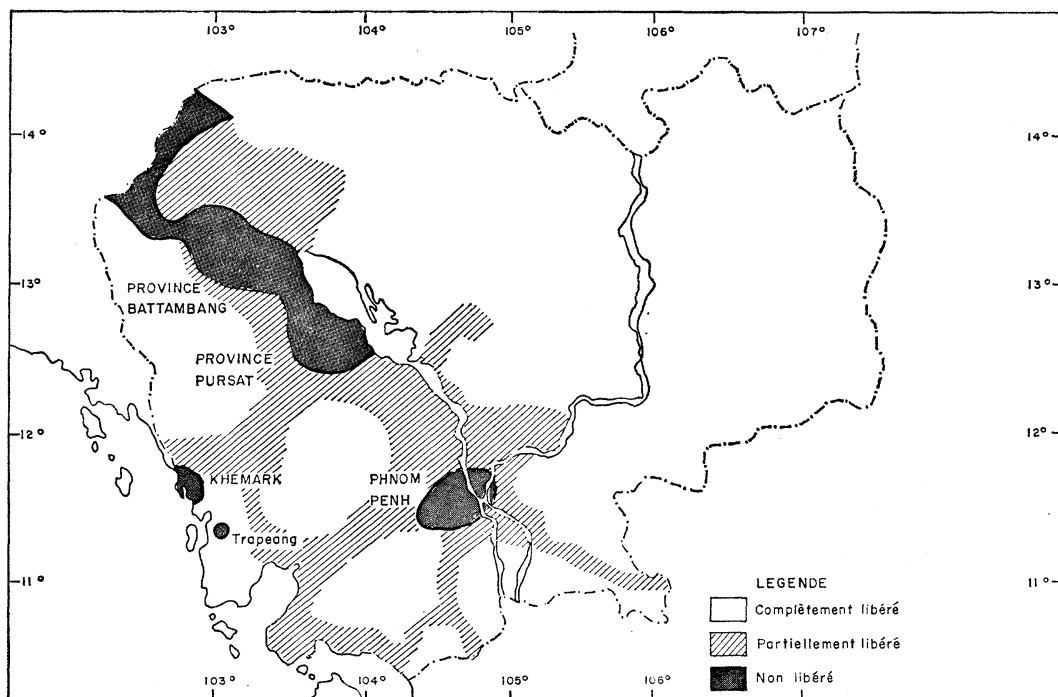 103° 104° 105° 106° 107°
14° 14°
13° 13°
PROVINCE
BATTAMBANG
PROVINCE
PURSAT
12° 12°
KHEMARK
PHNOM
PENH
Trapeang
11° 11°
LEGENDE
Complètement libéré
Partiellement libéré
Non libéré
103° 104° 105° 106°